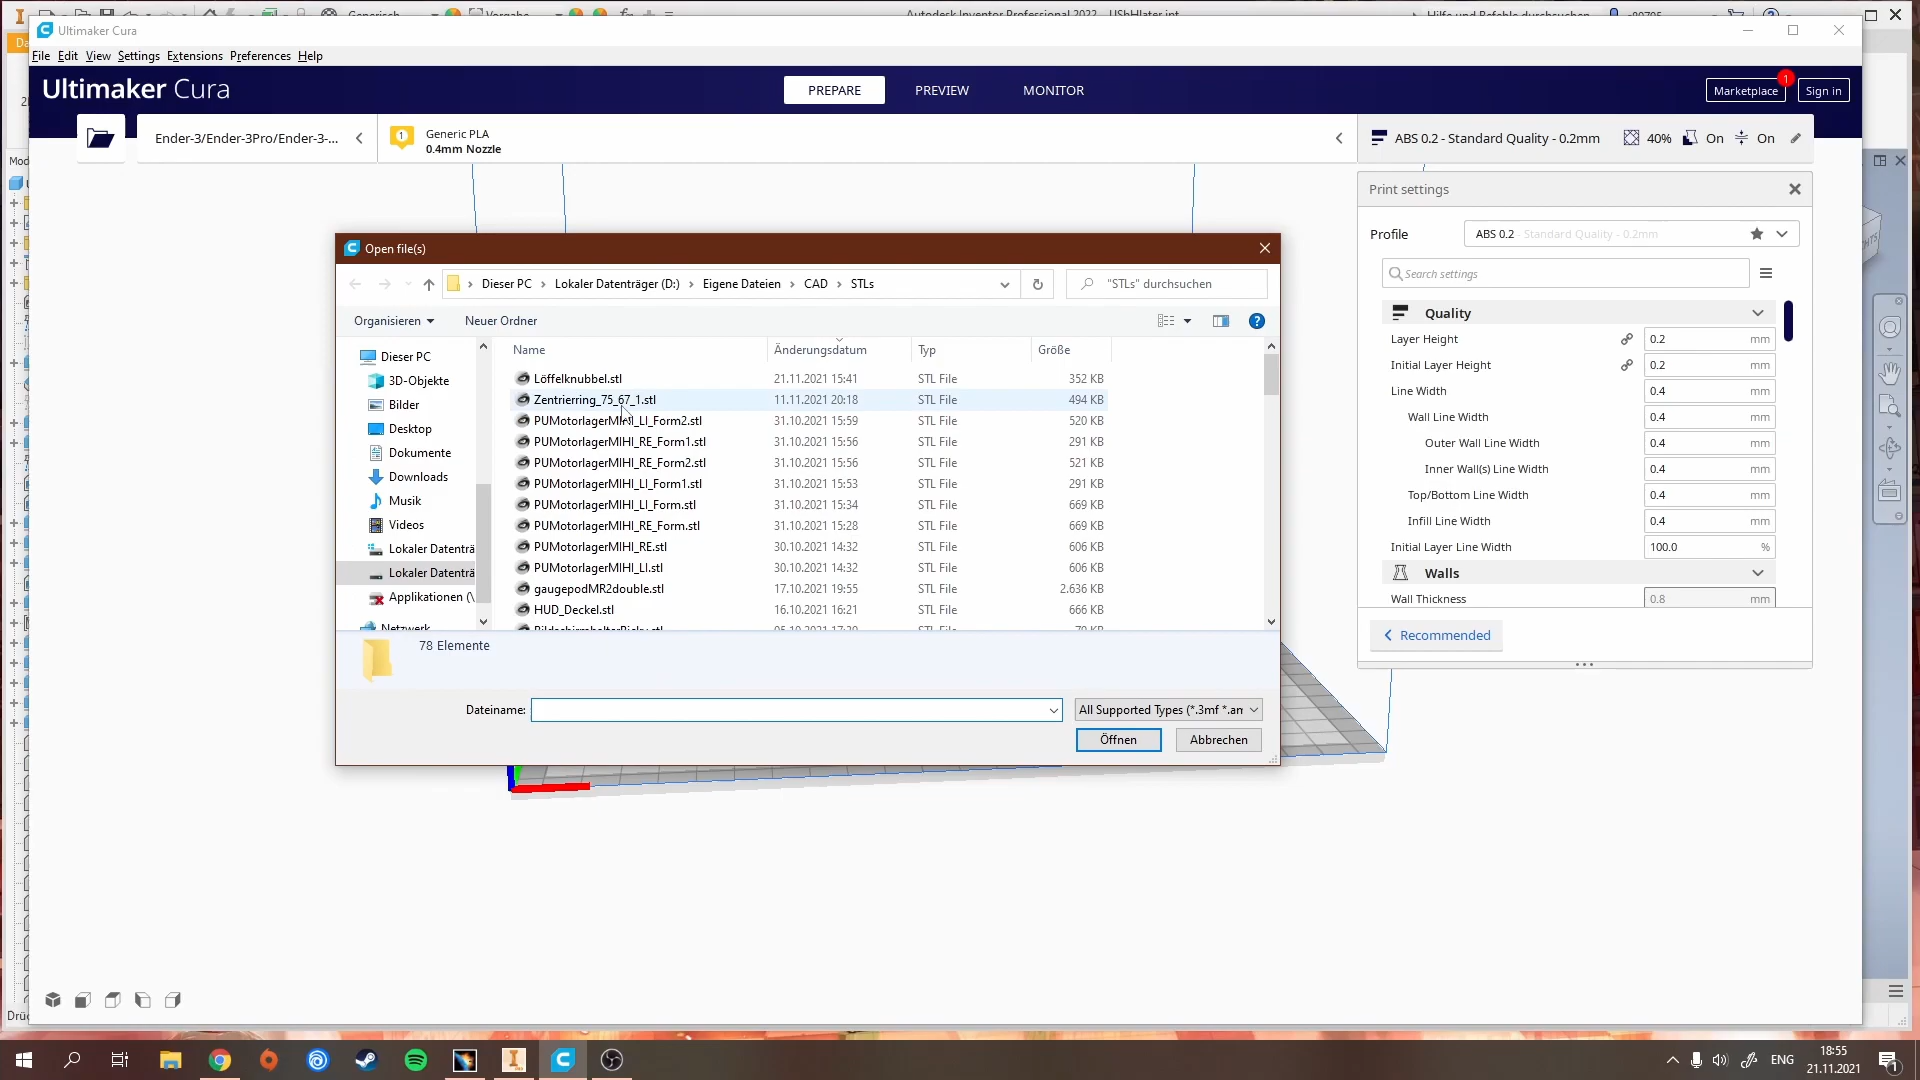 Generisch
Vorgabe
Autodesk Inventor Professional 2022
Hilfe und Befehle durchsuchen
Ultimaker Cura
File Edit View Settings Extensions Preferences Help
Ultimaker Cura
PREPARE PREVIEW MONITOR
Marketplace 1 Sign in
Ender-3/Ender-3Pro/Ender-3-...
1 Generic PLA
0.4mm Nozzle
ABS 0.2 - Standard Quality - 0.2mm 40% On On
Print settings
Profile ABS 0.2 - Standard Quality - 0.2mm
Search settings
Quality
Layer Height 0.2 mm
Initial Layer Height 0.2 mm
Line Width 0.4 mm
Wall Line Width 0.4 mm
Outer Wall Line Width 0.4 mm
Inner Wall(s) Line Width 0.4 mm
Top/Bottom Line Width 0.4 mm
Infill Line Width 0.4 mm
Initial Layer Line Width 100.0 %
Walls
Wall Thickness 0.8 mm
Recommended
Open file(s)
Dieser PC › Lokaler Datenträger (D:) › Eigene Dateien › CAD › STLs
"STLs" durchsuchen
Organisieren Neuer Ordner
Dieser PC
3D-Objekte
Bilder
Desktop
Dokumente
Downloads
Musik
Videos
Lokaler Datenträ
Lokaler Datenträ
Applikationen (\
Netzwerk
Name Änderungsdatum Typ Größe
Löffelknubbel.stl 21.11.2021 15:41 STL File 352 KB
Zentrierring_75_67_1.stl 11.11.2021 20:18 STL File 494 KB
PUMotorlagerMIHI_LI_Form2.stl 31.10.2021 15:59 STL File 520 KB
PUMotorlagerMIHI_RE_Form1.stl 31.10.2021 15:56 STL File 291 KB
PUMotorlagerMIHI_RE_Form2.stl 31.10.2021 15:56 STL File 521 KB
PUMotorlagerMIHI_LI_Form1.stl 31.10.2021 15:53 STL File 291 KB
PUMotorlagerMIHI_LI_Form.stl 31.10.2021 15:34 STL File 669 KB
PUMotorlagerMIHI_RE_Form.stl 31.10.2021 15:28 STL File 669 KB
PUMotorlagerMIHI_RE.stl 30.10.2021 14:32 STL File 606 KB
PUMotorlagerMIHI_LI.stl 30.10.2021 14:32 STL File 606 KB
gaugepodMR2double.stl 17.10.2021 19:55 STL File 2.636 KB
HUD_Deckel.stl 16.10.2021 16:21 STL File 666 KB
78 Elemente
Dateiname:
All Supported Types (*.3mf *.am
Öffnen Abbrechen
ENG
18:55
21.11.2021